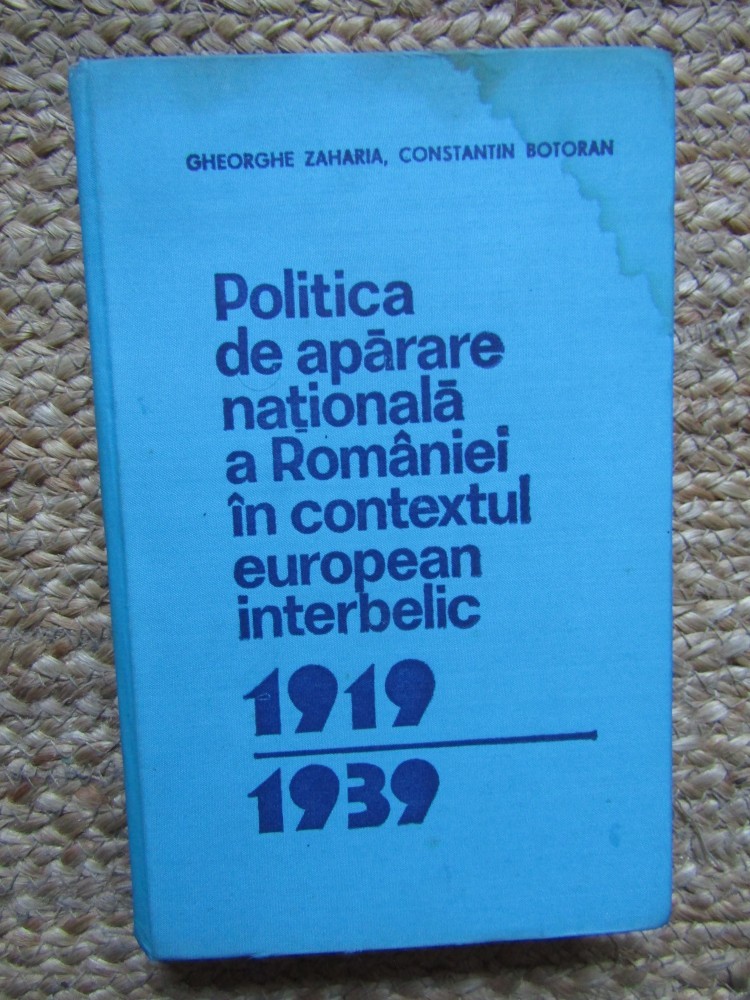 GHEORGHE ZAHARIA, CONSTANTIN BOTORAN
Politica
de apărare
națională
a României
în contextul
european
interbelic
1919
1939